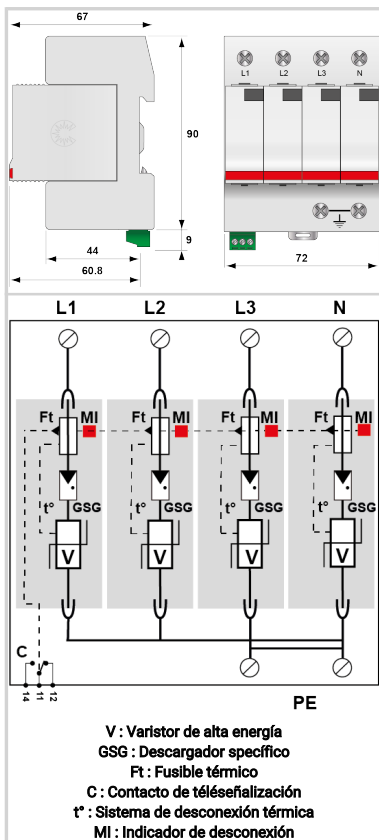 67
90
9
44
60.8
L1 L2 L3 N
72
L1 L2 L3 N
Ft MI Ft MI Ft MI Ft MI
t° GSG t° GSG t° GSG t° GSG
V V V V
C
14 11 12
PE
V : Varistor de alta energía
GSG : Descargador specífico
Ft : Fusible térmico
C : Contacto de téléseñalización
t° : Sistema de desconexión térmica
MI : Indicador de desconexión